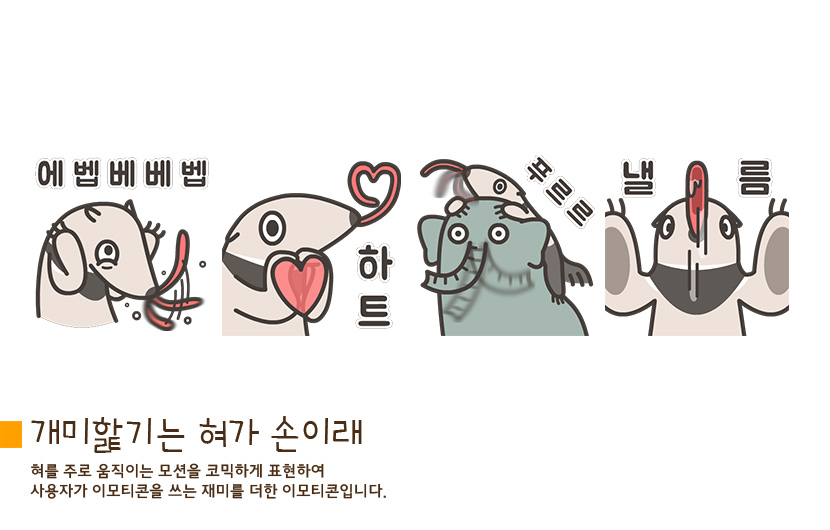 에 벱 베 베 벱
하
트
푸르르
낼 름
개미핥기는 혀가 손이래
혀를 주로 움직이는 모션을 코믹하게 표현하여
사용자가 이모티콘을 쓰는 재미를 더한 이모티콘입니다.